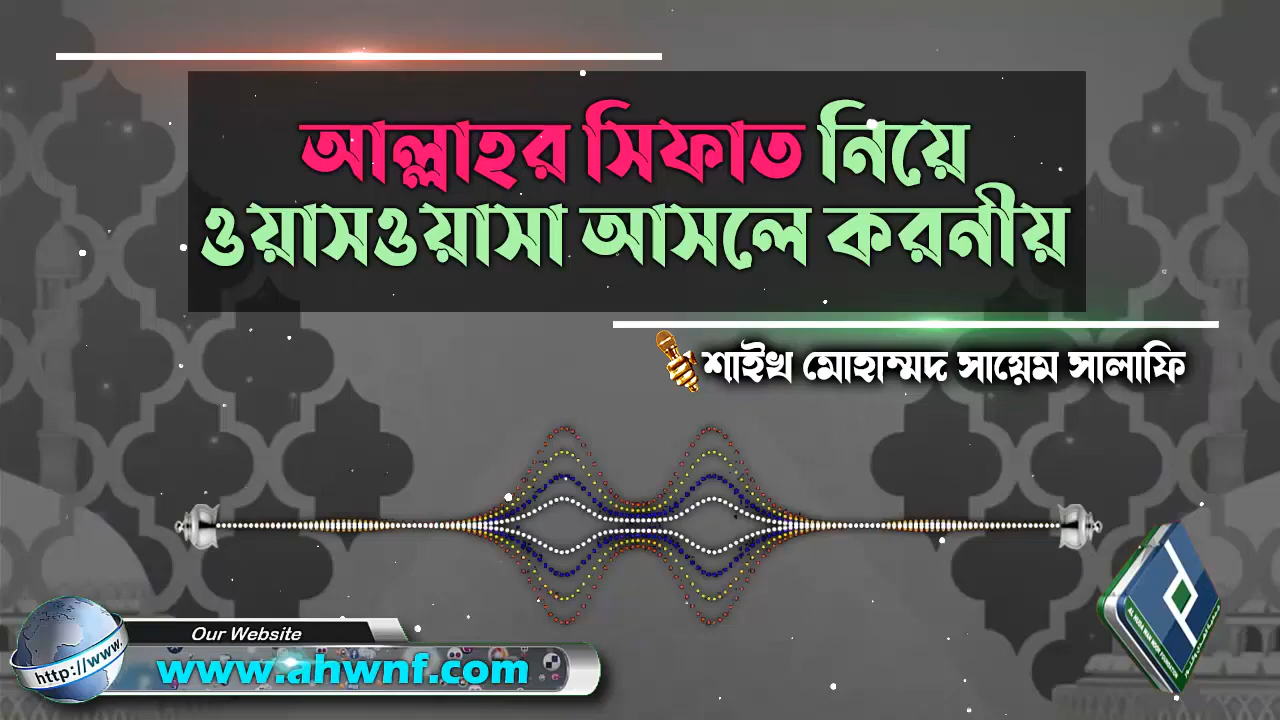 আল্লাহর সিফাত নিয়ে
ওয়াসওয়াসা আসলে করনীয়
শাইখ মোহাম্মদ সায়েম সালাফি
Our Website
http://www.
www.ahwnf.com